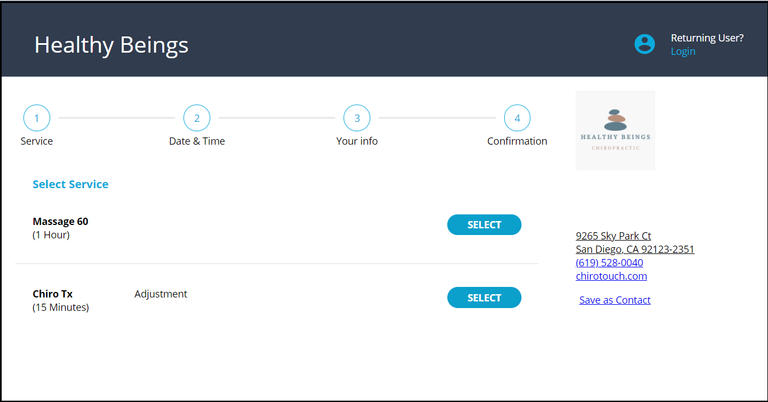 Healthy Beings
Returning User?
Login
1
Service
2
Date & Time
3
Your info
4
Confirmation
HEALTHY BEINGS
CHIROPRACTIC
Select Service
Massage 60
(1 Hour)
SELECT
Chiro Tx
(15 Minutes)
Adjustment
SELECT
9265 Sky Park Ct
San Diego, CA 92123-2351
(619) 528-0040
chirotouch.com
Save as Contact